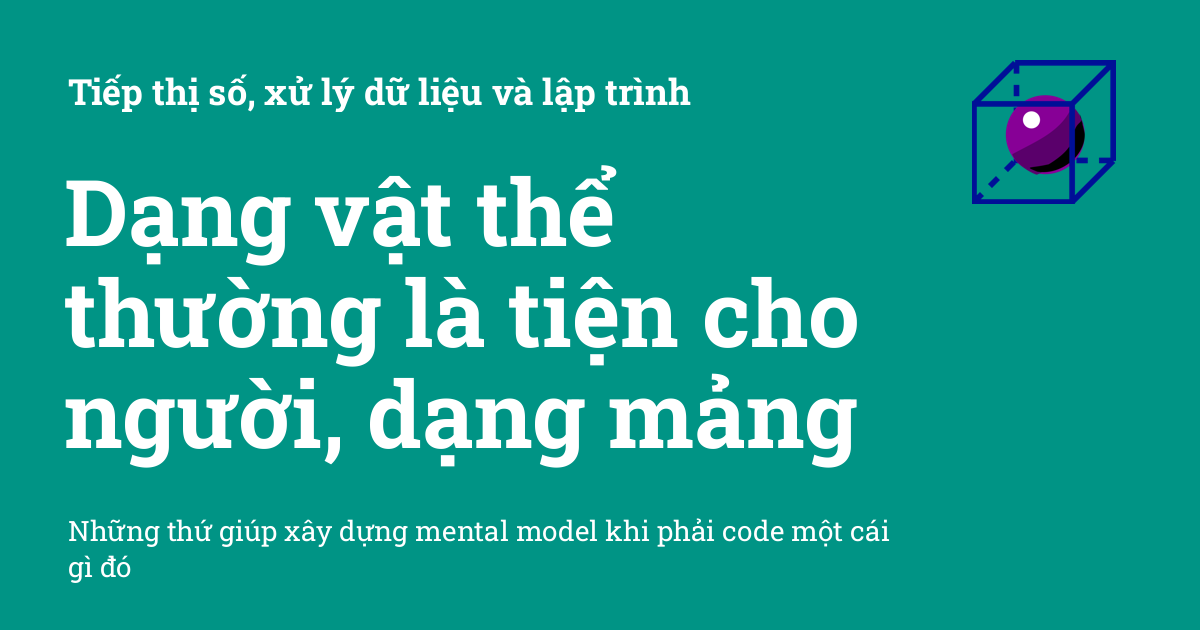 Tiếp thị số, xử lý dữ liệu và lập trình
Dạng vật thể
thường là tiện cho
người, dạng mảng
Những thứ giúp xây dựng mental model khi phải code một cái
gì đó